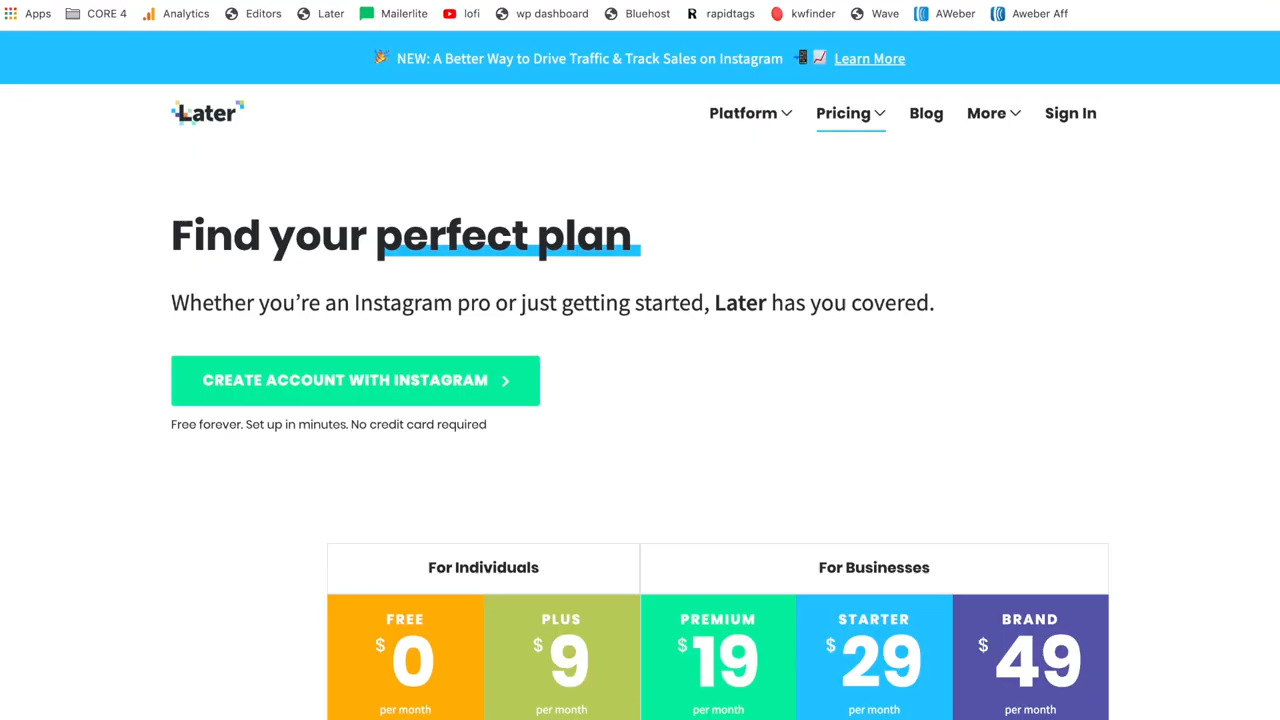 Apps CORE 4 Analytics Editors Later Mailerlite lofi wp dashboard Bluehost R rapidtags kwfinder Wave AWeber Aweber Aff
NEW: A Better Way to Drive Traffic & Track Sales on Instagram Learn More
Later Platform Pricing Blog More Sign In
Find your perfect plan
Whether you’re an Instagram pro or just getting started, Later has you covered.
CREATE ACCOUNT WITH INSTAGRAM
Free forever. Set up in minutes. No credit card required
For Individuals For Businesses
FREE PLUS PREMIUM STARTER BRAND
$0 $9 $19 $29 $49
per month per month per month per month per month